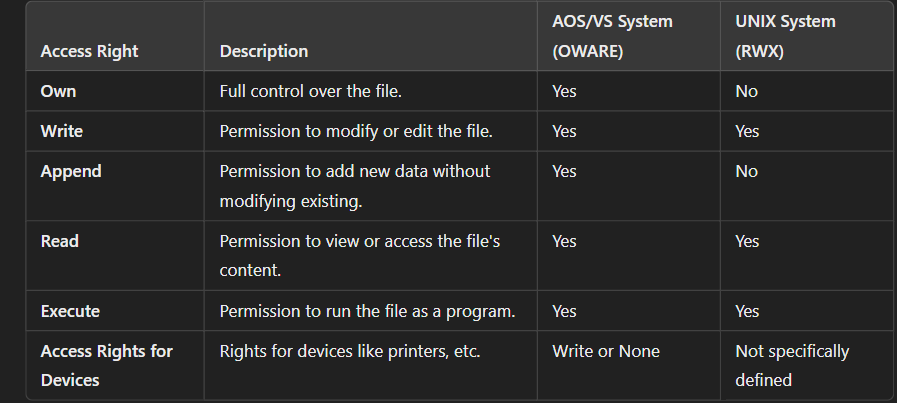 Access Right Description AOS/VS System (OWARE) UNIX System (RWX)
Own Full control over the file. Yes No
Write Permission to modify or edit the file. Yes Yes
Append Permission to add new data without modifying existing. Yes No
Read Permission to view or access the file's content. Yes Yes
Execute Permission to run the file as a program. Yes Yes
Access Rights for Devices Rights for devices like printers, etc. Write or None Not specifically defined